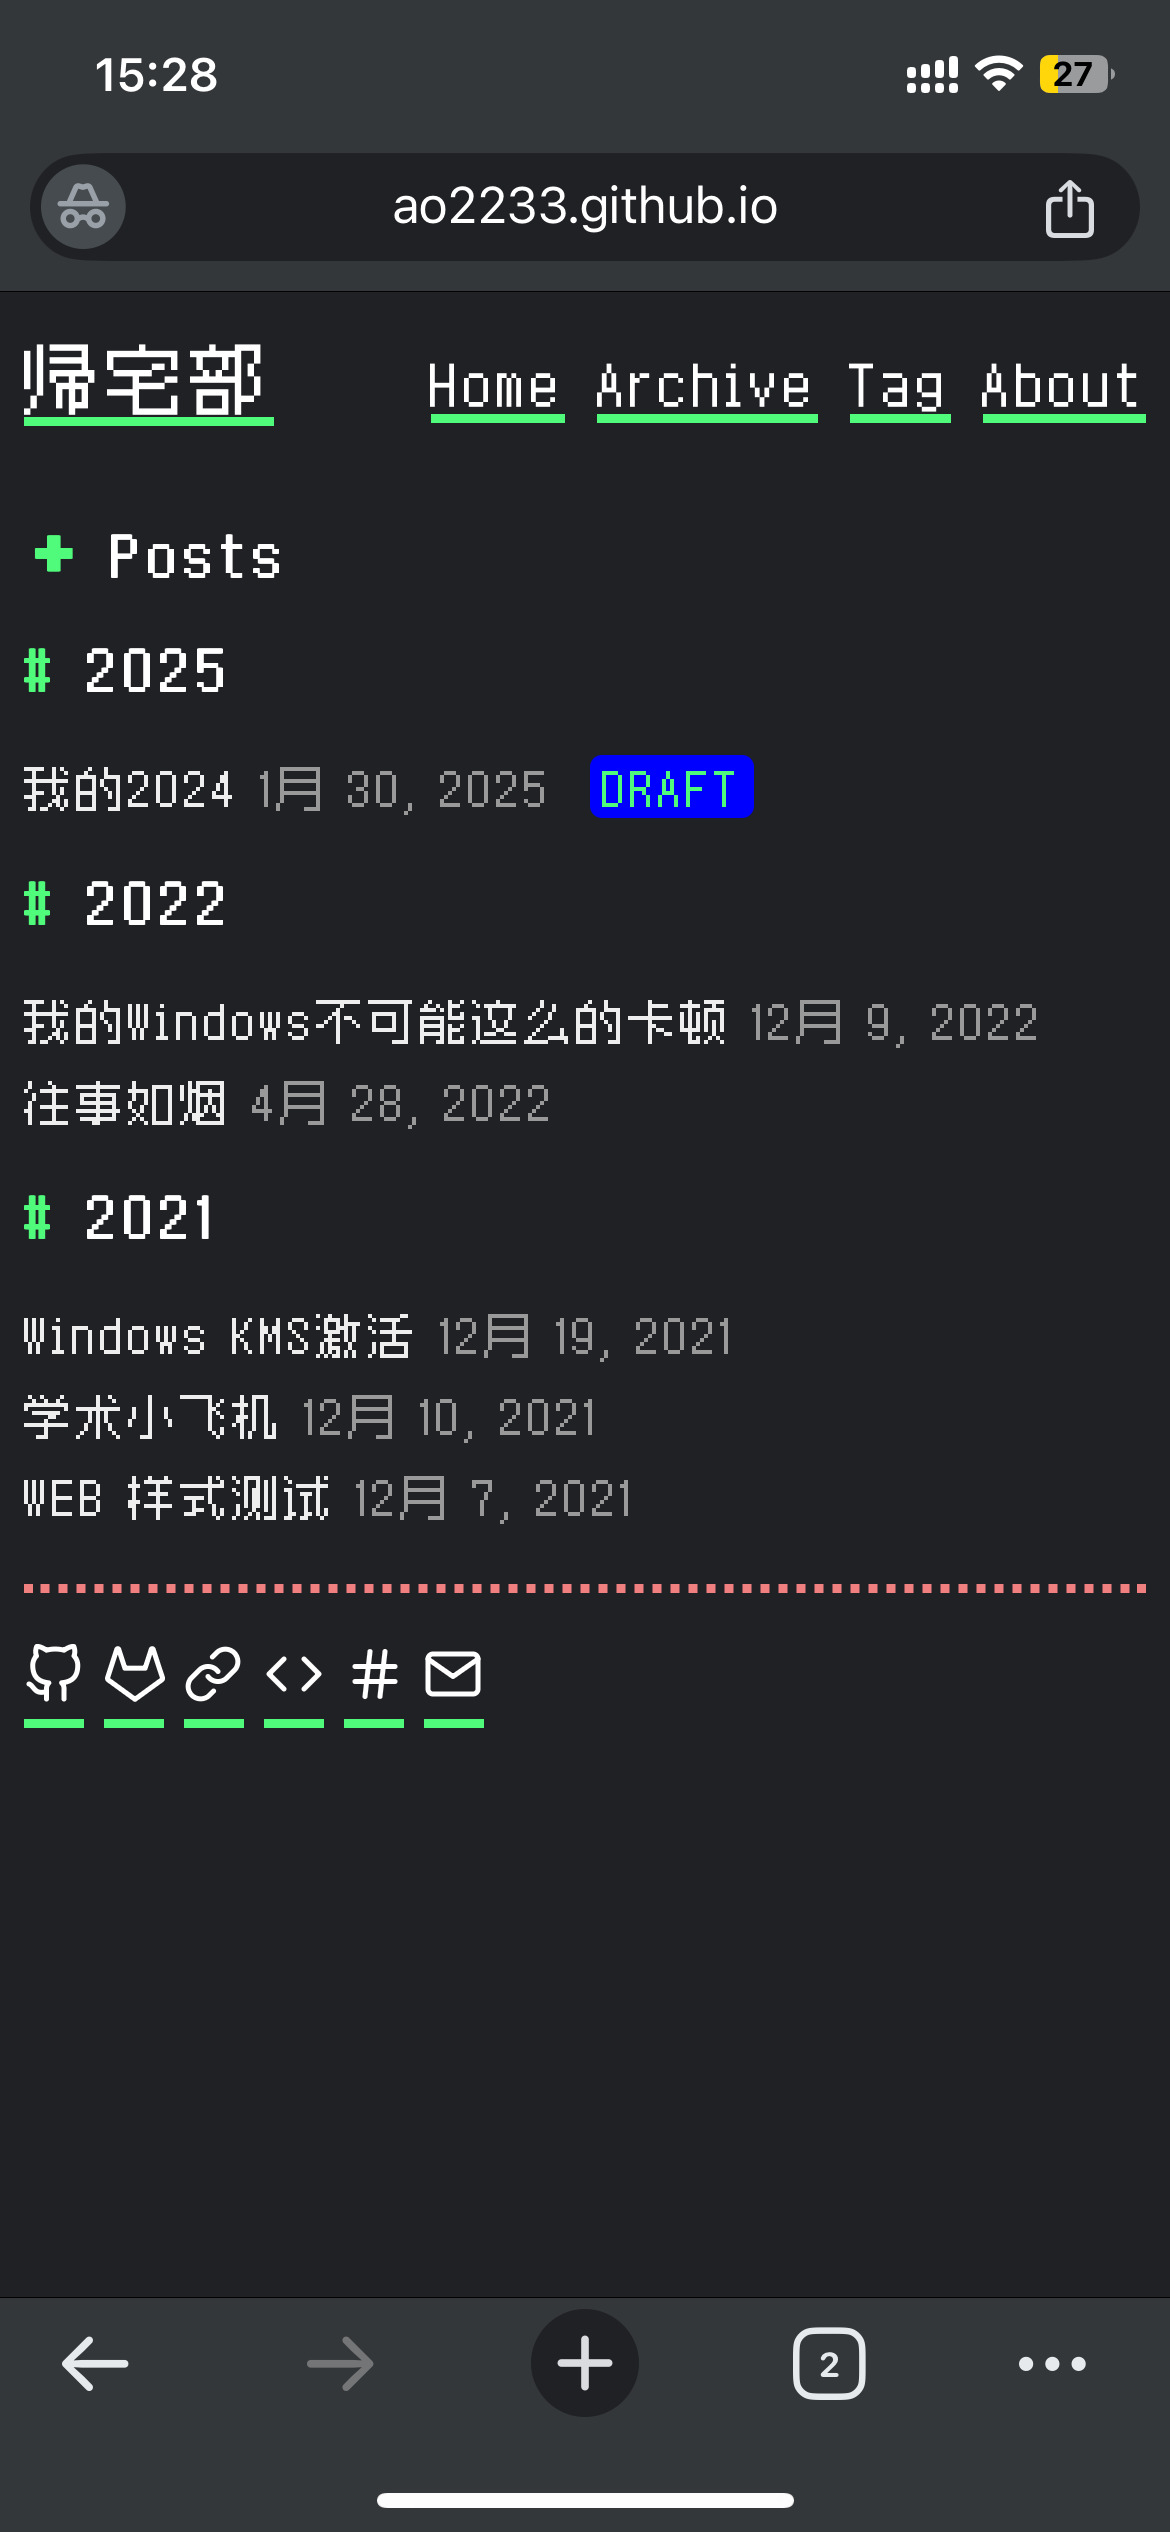 15:28
27
ao2233.github.io
帰宅部 Home Archive Tag About
Posts
# 2025
我的2024 1月 30, 2025 DRAFT
# 2022
我的Windows不可能这么的卡顿 12月 9, 2022
往事如烟 4月 28, 2022
# 2021
Windows KMS激活 12月 19, 2021
学术小飞机 12月 10, 2021
WEB 样式测试 12月 7, 2021
2